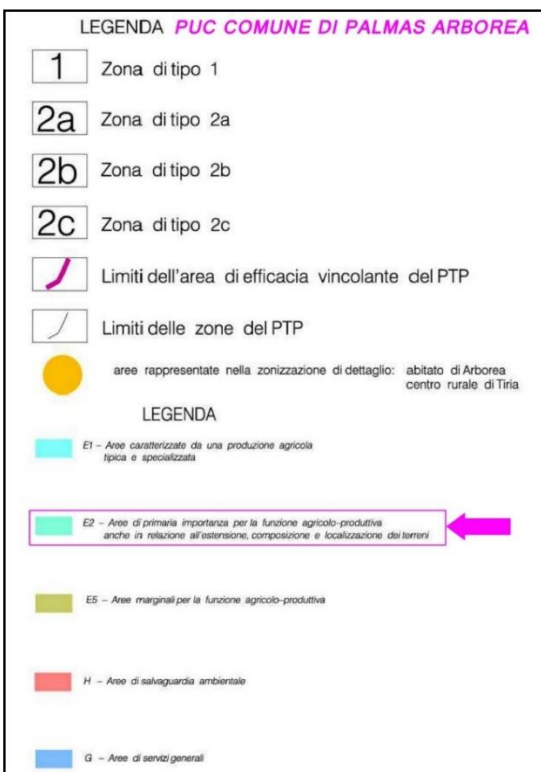 LEGENDA PUC COMUNE DI PALMAS ARBOREA
1 Zona di tipo 1
2a Zona di tipo 2a
2b Zona di tipo 2b
2c Zona di tipo 2c
Limiti dell'area di efficacia vincolante del PTP
Limiti delle zone del PTP
aree rappresentate nella zonizzazione di dettaglio: abitato di Arborea
centro rurale di Tiria
LEGENDA
E1 – Aree caratterizzate da una produzione agricola
tipica e specializzata
E2 – Aree di primaria importanza per la funzione agricolo–produttiva
anche in relazione all'estensione, composizione e localizzazione dei terreni
E5 – Aree marginali per la funzione agricolo–produttiva
H – Aree di salvaguardia ambientale
G – Aree di servizi generali